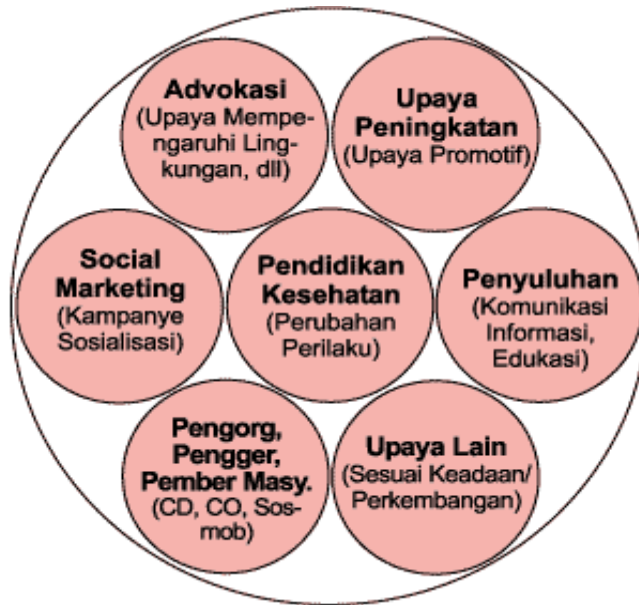 Advokasi
(Upaya Mempe-
ngaruhi Ling-
kungan, dll)
Upaya
Peningkatan
(Upaya Promotif)
Social
Marketing
(Kampanye
Sosialisasi)
Pendidikan
Kesehatan
(Perubahan
Perilaku)
Penyuluhan
(Komunikasi
Informasi,
Edukasi)
Pengorg,
Pengger,
Pember Masy.
(CD, CO, Sos-
mob)
Upaya Lain
(Sesuai Keadaan/
Perkembangan)